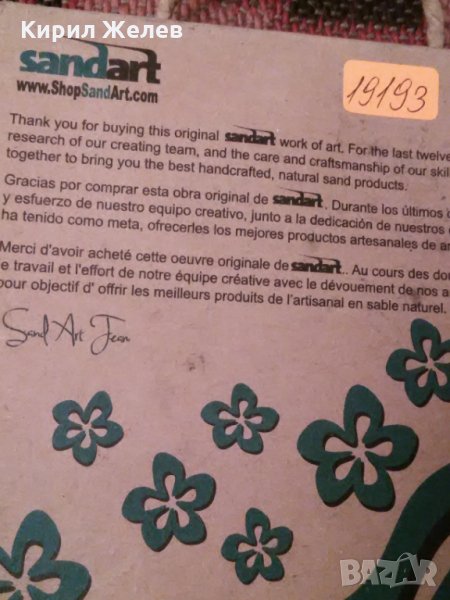 Кирил Желев
sandart
www.ShopSandArt.com
19193
Thank you for buying this original sandart work of art. For the last twelve
research of our creating team, and the care and craftsmanship of our skil
together to bring you the best handcrafted, natural sand products.
Gracias por comprar esta obra original de sandart. Durante los últimos
y esfuerzo de nuestro equipo creativo, junto a la dedicación de nuestros
ha tenido como meta, ofrecerles los mejores productos artesanales de ar
Merci d'avoir acheté cette oeuvre originale de sandart.. Au cours des dou
e travail et l'effort de notre équipe créative avec le dévouement de nos a
pour objectif d' offrir les meilleurs produits de l'artisanal en sable naturel.
Sand Art Team
BAZAR